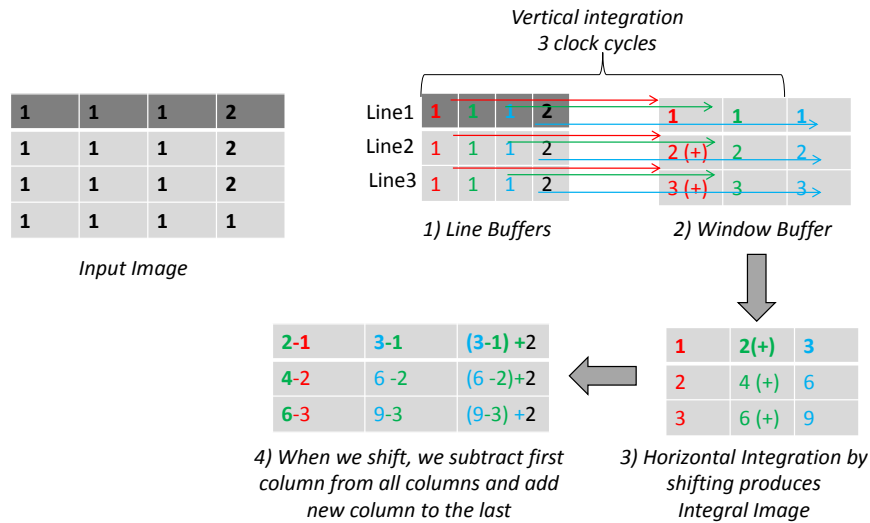 Vertical integration
3 clock cycles
1 1 1 2
1 1 1 2
1 1 1 2
1 1 1 1
Input Image
Line1 1 1 1 2
Line2 1 1 1 2
Line3 1 1 1 2
1) Line Buffers
1 1 1
2 (+) 2 2
3 (+) 3 3
2) Window Buffer
2-1 3-1 (3-1) +2
4-2 6 -2 (6 -2)+2
6-3 9-3 (9-3) +2
4) When we shift, we subtract first
column from all columns and add
new column to the last
1 2(+) 3
2 4 (+) 6
3 6 (+) 9
3) Horizontal Integration by
shifting produces
Integral Image